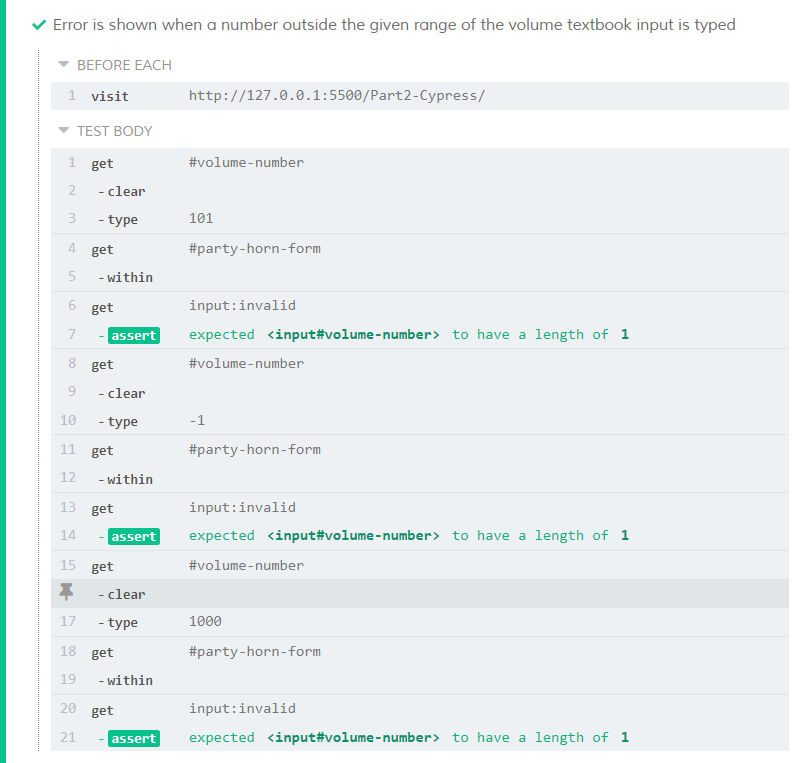 Error is shown when a number outside the given range of the volume textbook input is typed
BEFORE EACH
1 visit http://127.0.0.1:5500/Part2-Cypress/
TEST BODY
1 get #volume-number
2 -clear
3 -type 101
4 get #party-horn-form
5 -within
6 get input:invalid
7 -assert expected <input#volume-number> to have a length of 1
8 get #volume-number
9 -clear
10 -type -1
11 get #party-horn-form
12 -within
13 get input:invalid
14 -assert expected <input#volume-number> to have a length of 1
15 get #volume-number
-clear
17 -type 1000
18 get #party-horn-form
19 -within
20 get input:invalid
21 -assert expected <input#volume-number> to have a length of 1